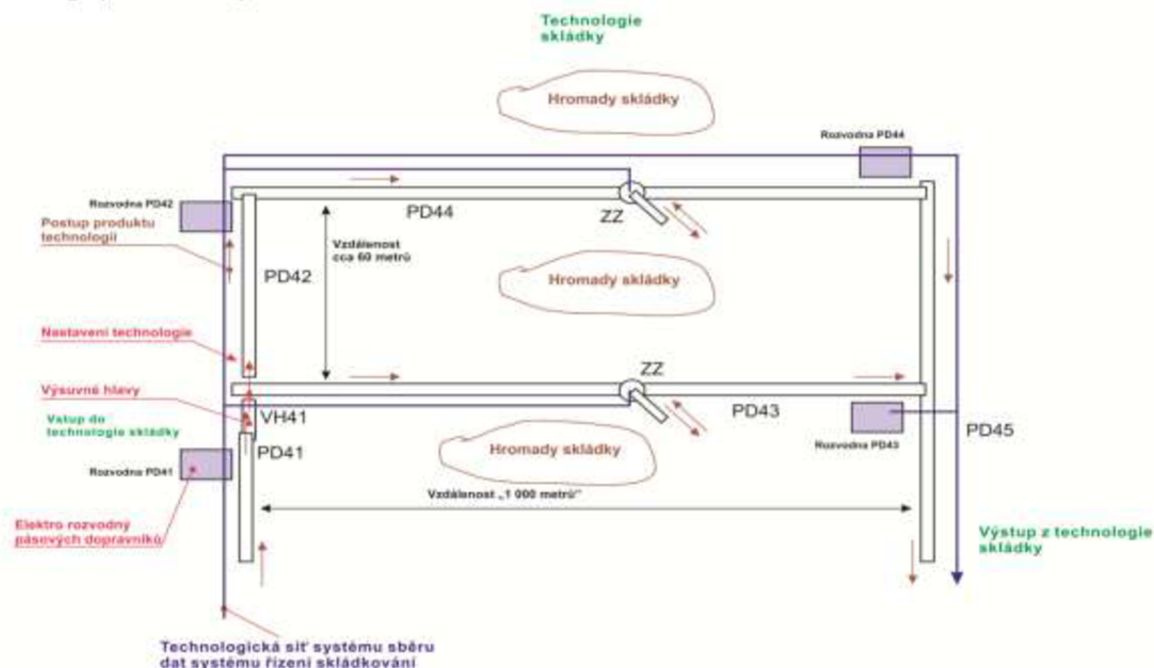 Technologie
skládky
Hromady skládky
Rozvodna PD44
Rozvodna PD42
PD44
ZZ
Postup produktu
technologií
Vzdálenost
cca 60 metrů
PD42
Hromady skládky
Nastavení technologie
ZZ
Výsuvné hlavy
VH41
PD43
Vstup do
technologie skládky
PD45
PD41
Hromady skládky
Rozvodna PD43
Rozvodna PD41
Vzdálenost „1 000 metrů"
Elektro rozvodny
pásových dopravníků
Výstup z technologie
skládky
Technologická síť systému sběru
dat systému řízení skládkování